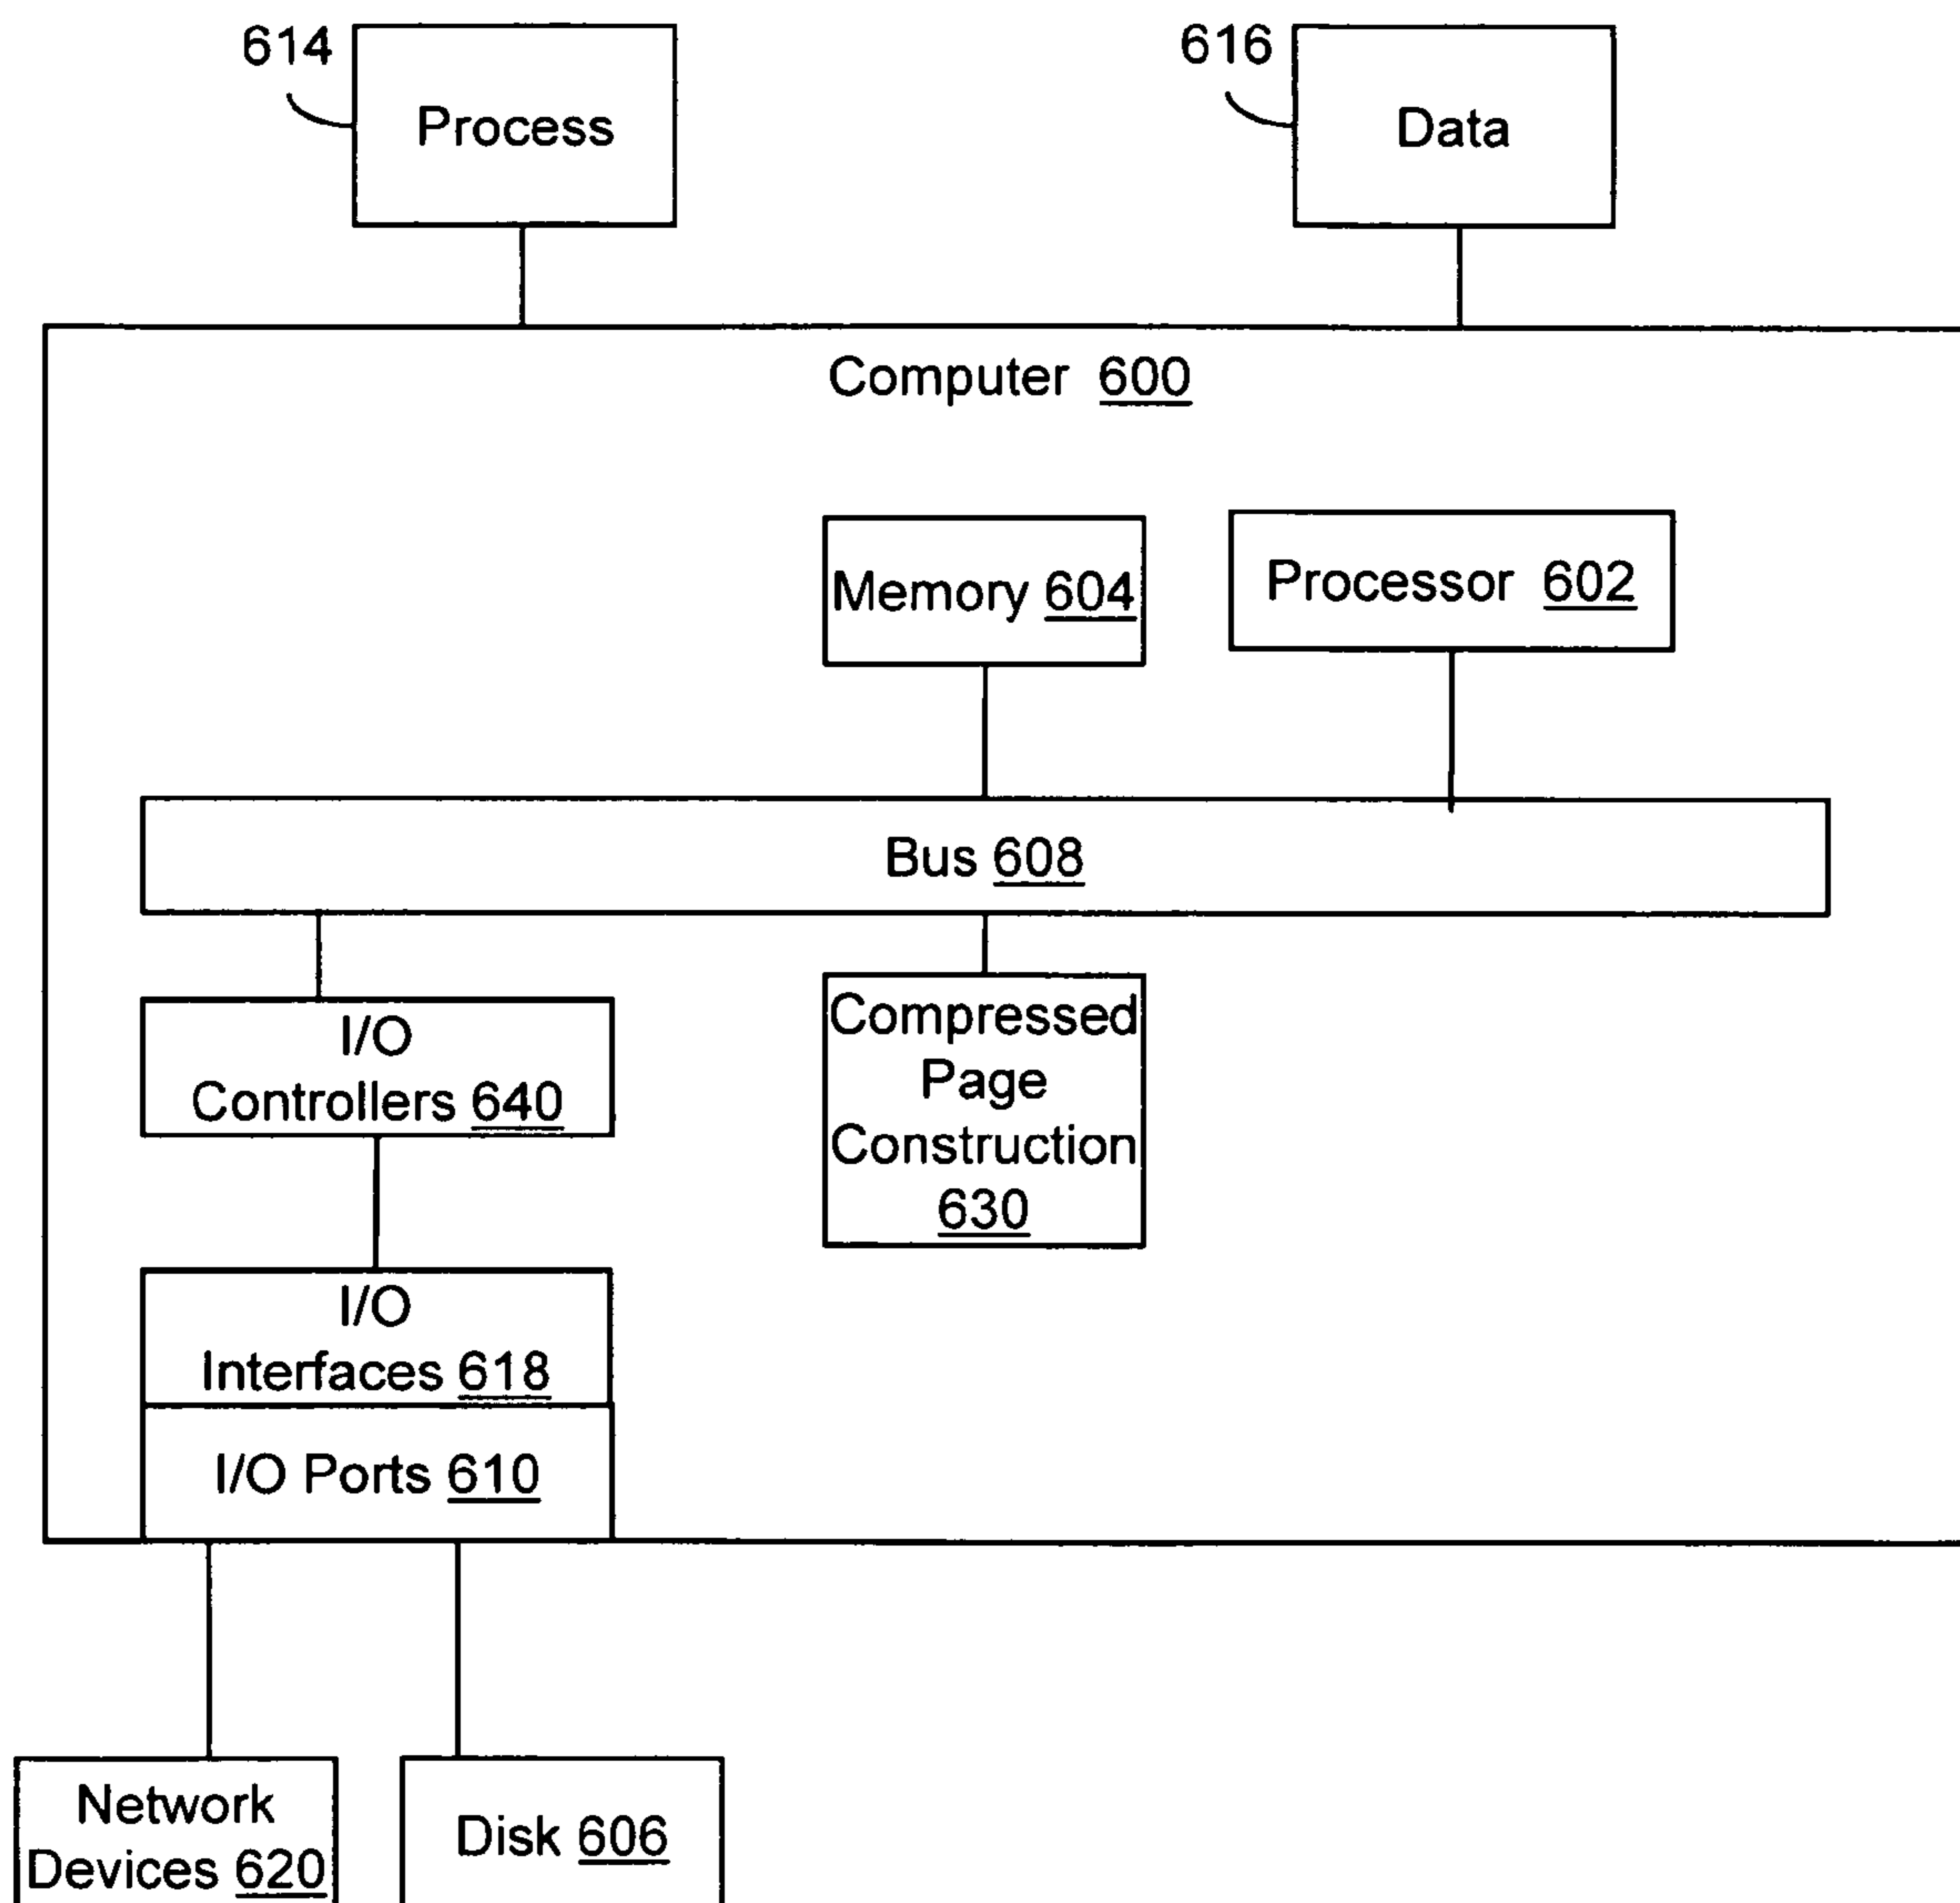 614
Process
616
Data
Computer 600
Memory 604
Processor 602
Bus 608
I/O
Controllers 640
Compressed
Page
Construction
630
I/O
Interfaces 618
I/O Ports 610
Network
Devices 620
Disk 606